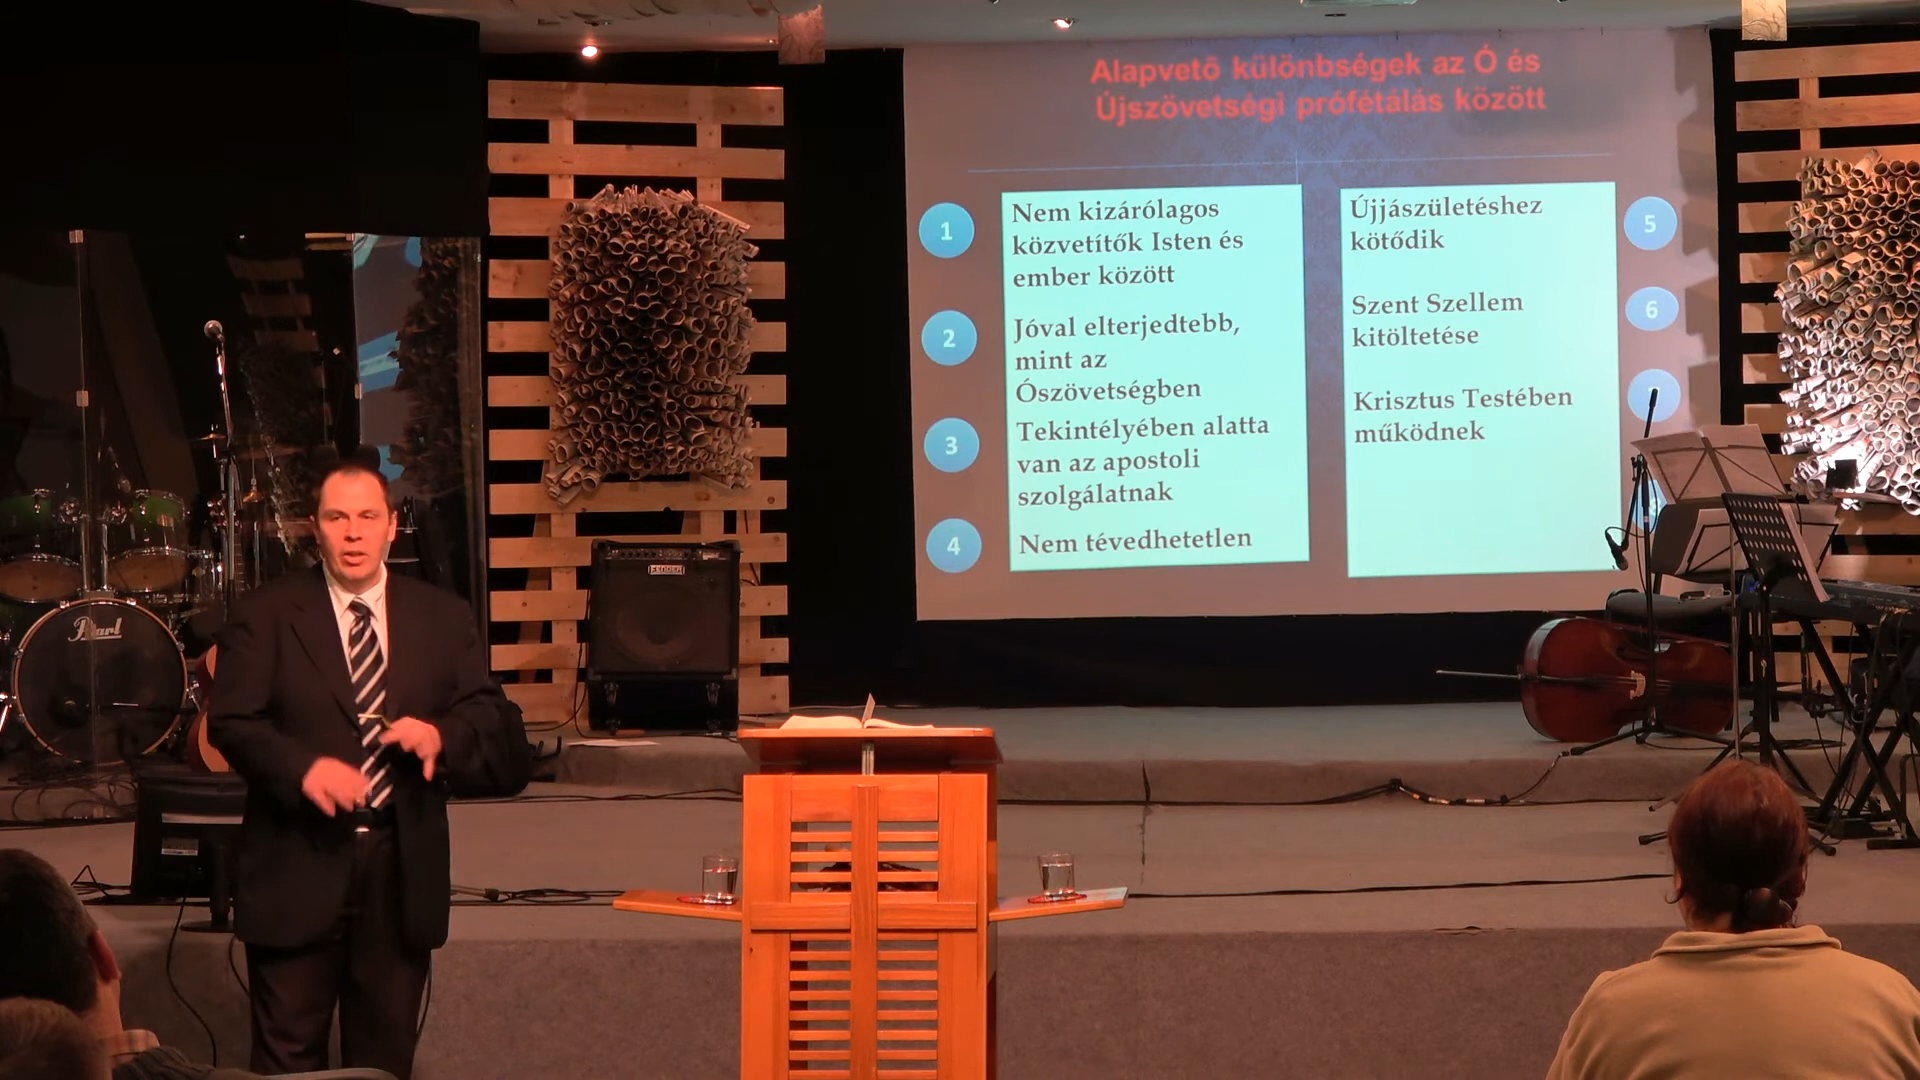 Alapvető különbségek az Ó és
Újszövetségi prófétálás között
1
Nem kizárólagos
közvetítők Isten és
ember között
2
Jóval elterjedtebb,
mint az
Ószövetségben
3
Tekintélyében alatta
van az apostoli
szolgálatnak
4
Nem tévedhetetlen
Újjászületéshez
kötődik
5
Szent Szellem
kitöltetése
6
Krisztus Testében
működnek
Pearl
FENDER